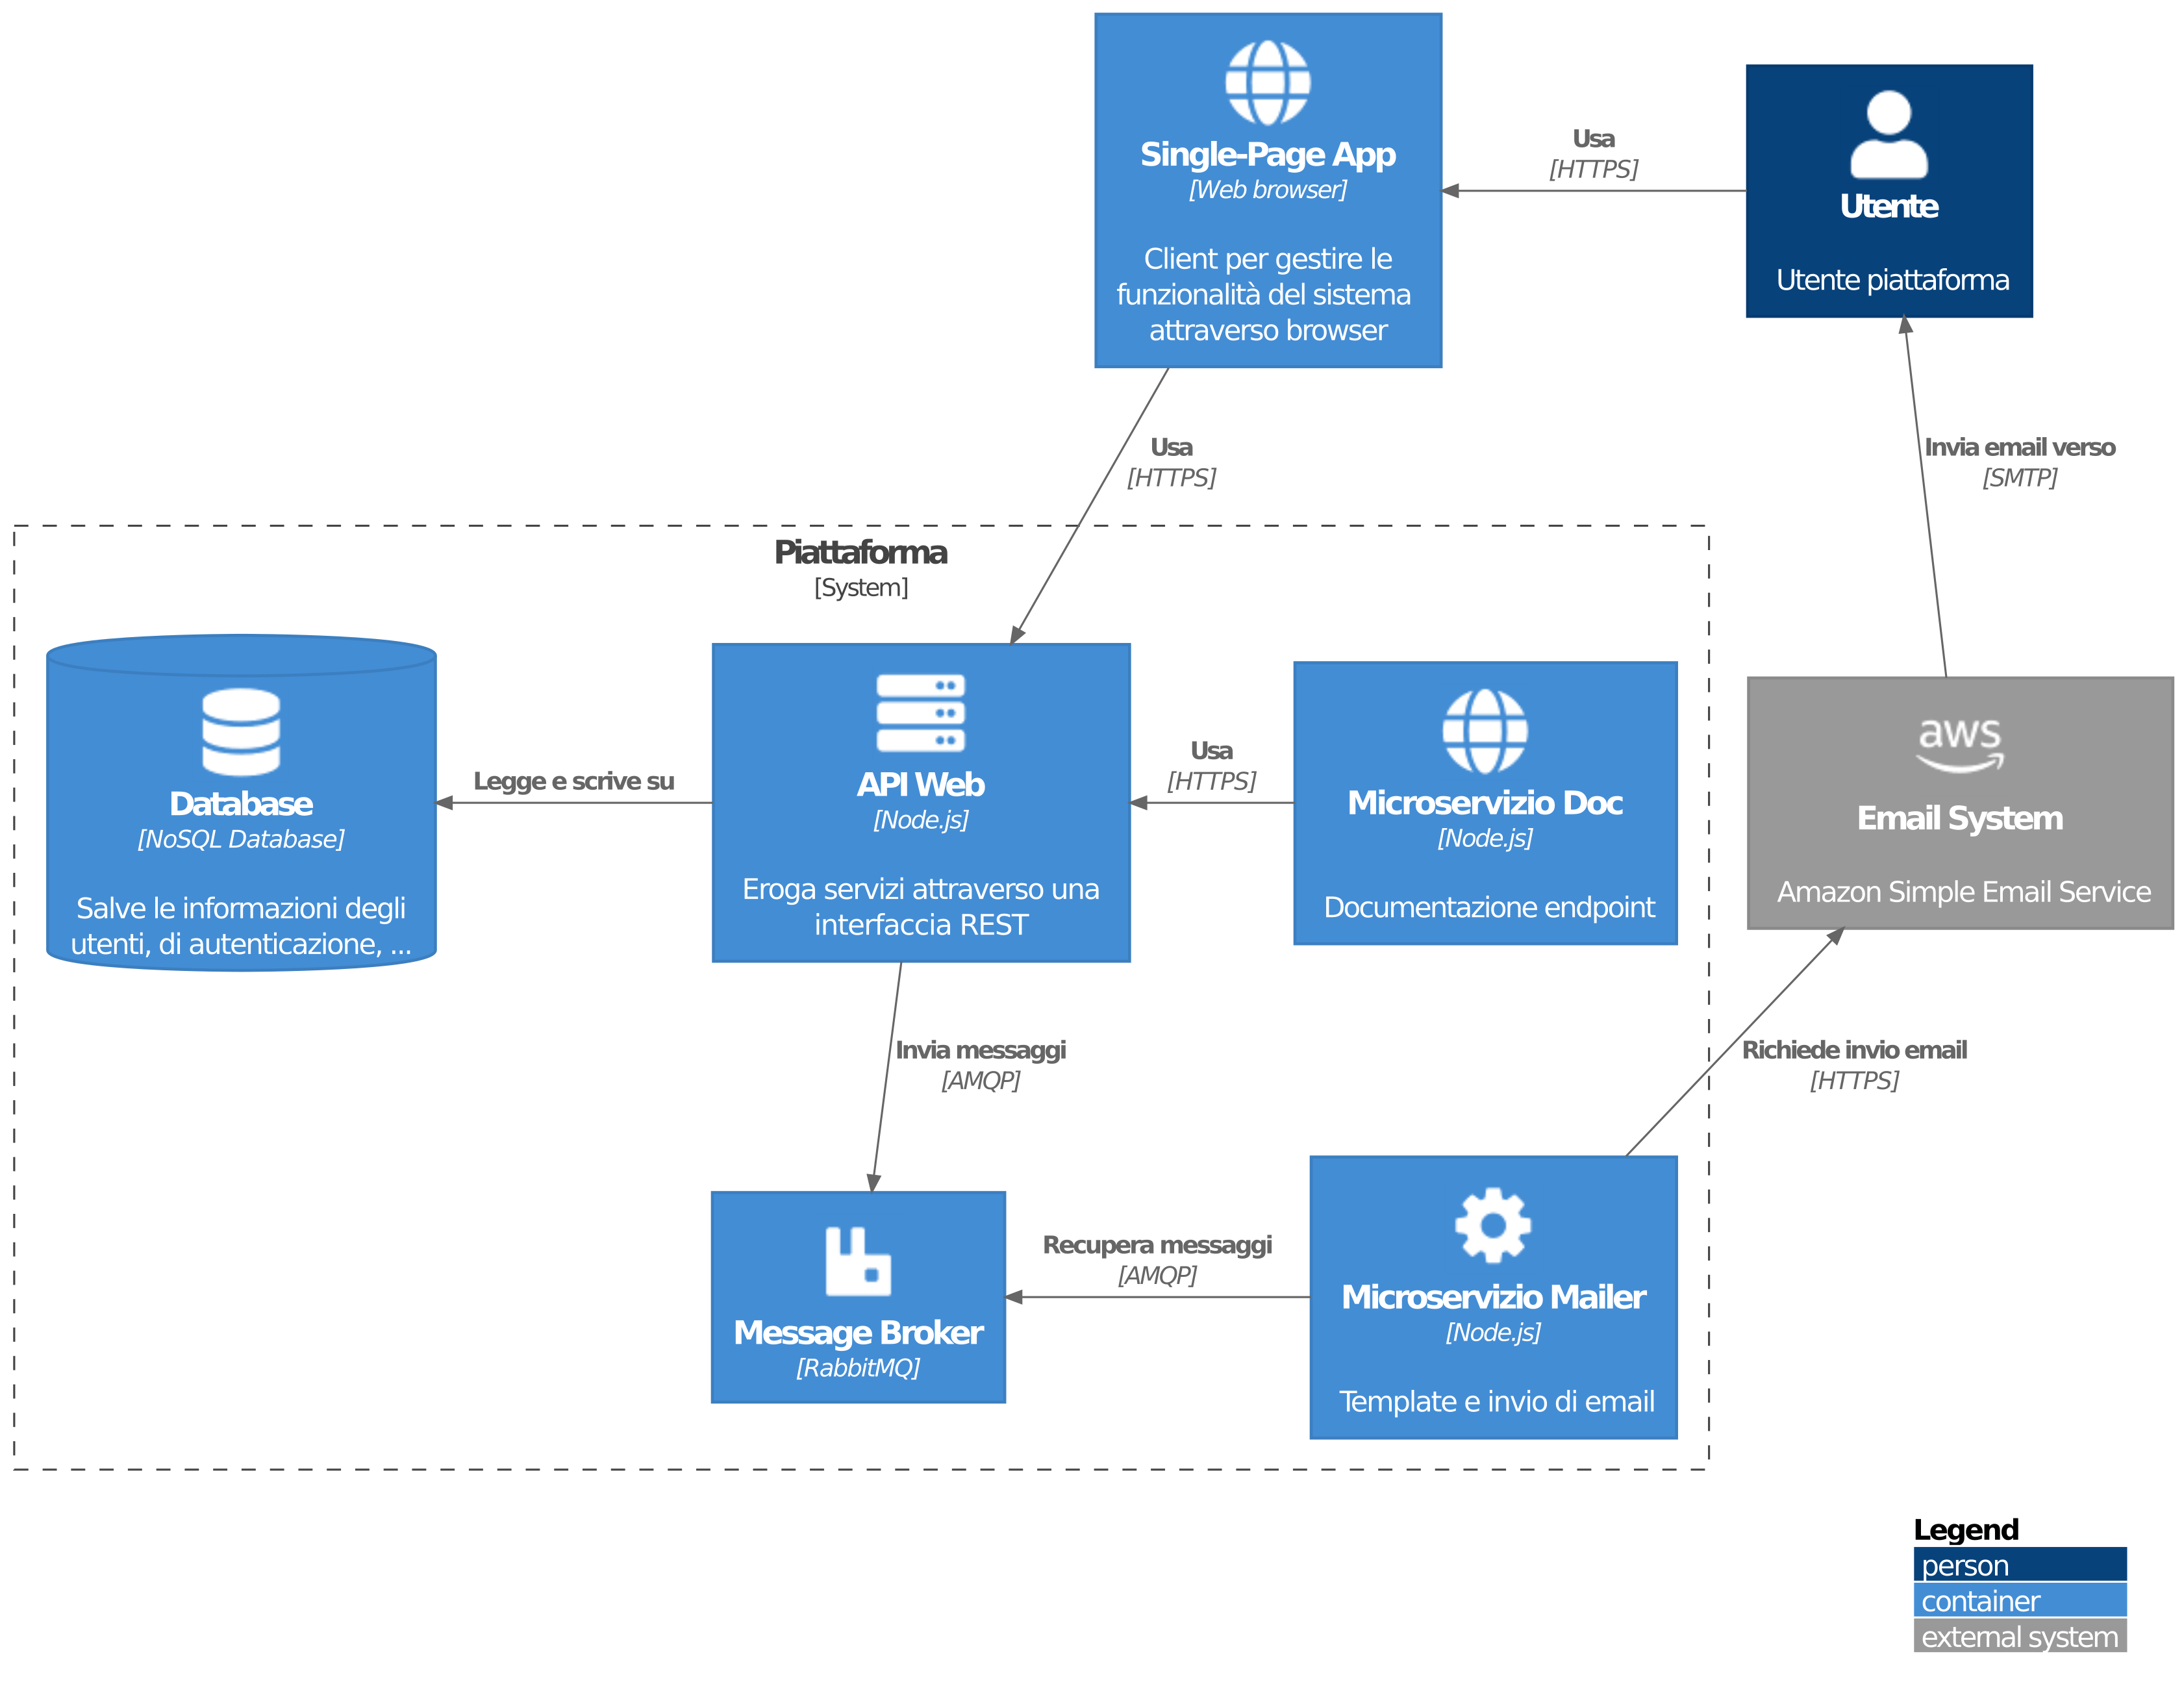 Single-Page App
[Web browser]
Client per gestire le
funzionalità del sistema
attraverso browser
Usa
[HTTPS]
Utente
Utente piattaforma
Usa
[HTTPS]
Invia email verso
[SMTP]
Piattaforma
[System]
Database
[NoSQL Database]
Salve le informazioni degli
utenti, di autenticazione, ...
Legge e scrive su
API Web
[Node.js]
Eroga servizi attraverso una
interfaccia REST
Usa
[HTTPS]
Microservizio Doc
[Node.js]
Documentazione endpoint
aws
Email System
Amazon Simple Email Service
Invia messaggi
[AMQP]
Richiede invio email
[HTTPS]
Message Broker
[RabbitMQ]
Recupera messaggi
[AMQP]
Microservizio Mailer
[Node.js]
Template e invio di email
Legend
person
container
external system